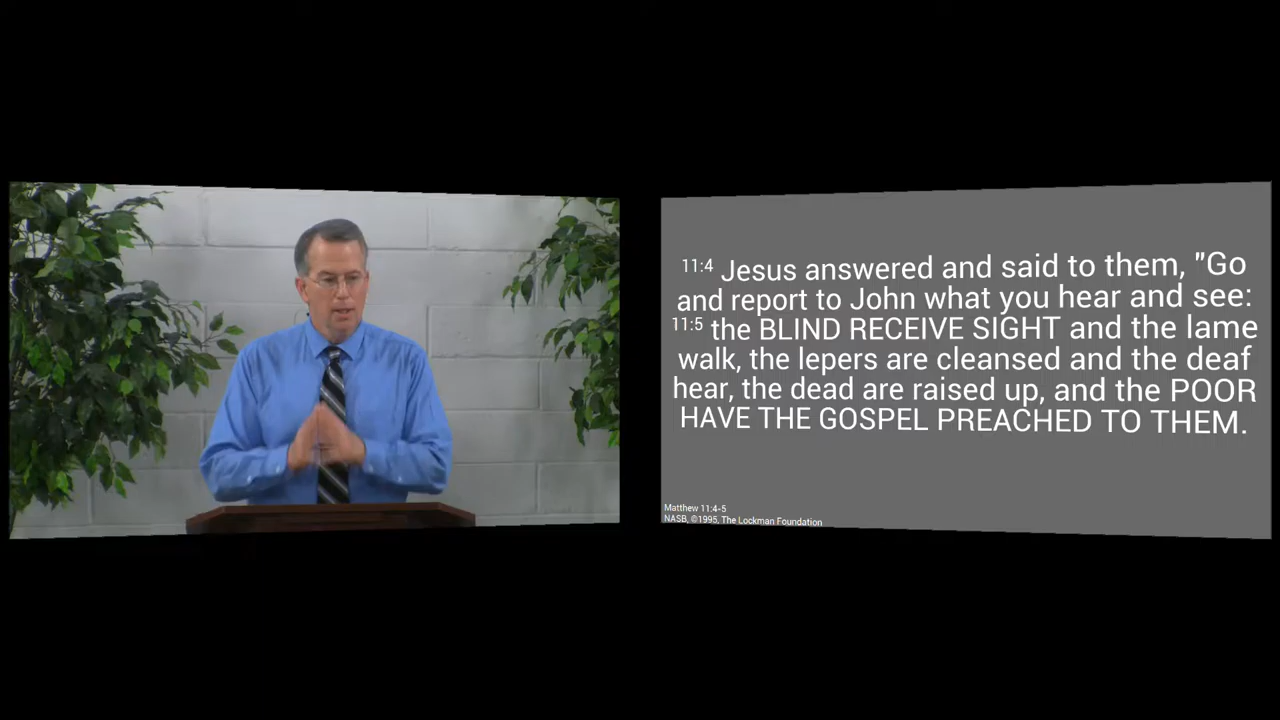 11:4 Jesus answered and said to them, "Go
and report to John what you hear and see:
11:5 the BLIND RECEIVE SIGHT and the lame
walk, the lepers are cleansed and the deaf
hear, the dead are raised up, and the POOR
HAVE THE GOSPEL PREACHED TO THEM.
Matthew 11:4-5
NASB, ©1995, The Lockman Foundation